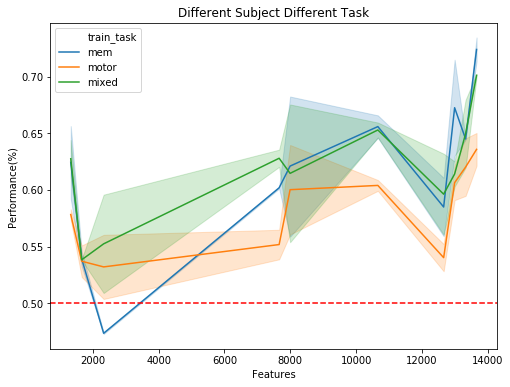 Different Subject Different Task
train_task
mem
motor
mixed
Performance(%)
0.70
0.65
0.60
0.55
0.50
2000 4000 6000 8000 10000 12000 14000
Features